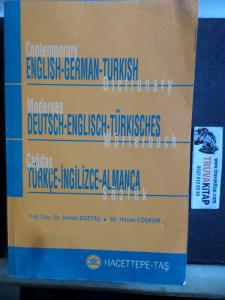 Contemporary
ENGLISH-GERMAN-TURKISH
Dictionary
Modernes
DEUTSCH-ENGLISCH-TÜRKISCHES
Wörterbuch
Çağdaş
TÜRKÇE-İNGİLİZCE-ALMANCA
Sözlük
Yrd. Doç. Dr. İsmail BOZTAŞ • Dr. Hasan COŞKUN
HACETTEPE-TAŞ
TRUVAKİTAP